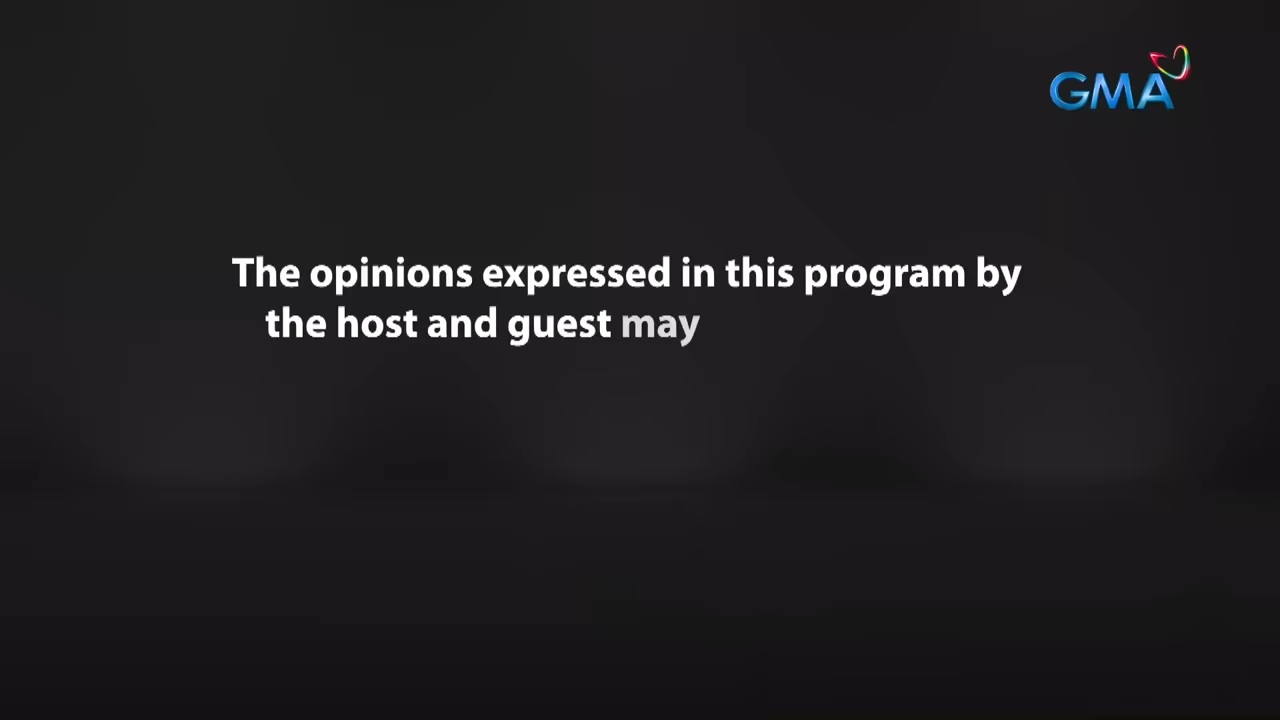 GMA
The opinions expressed in this program by
the host and guest may